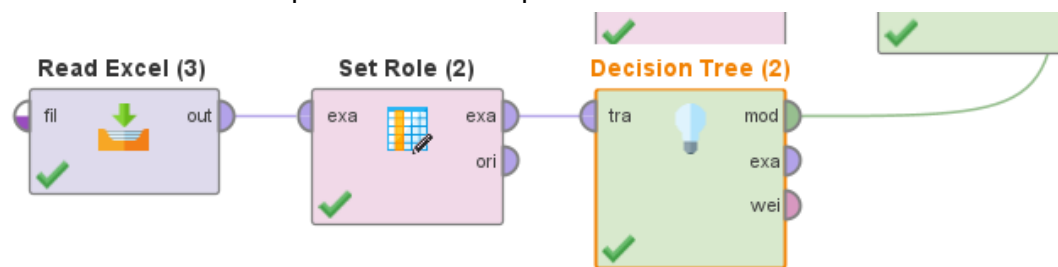 Read Excel (3)
Set Role (2)
Decision Tree (2)
fil
out
exa
exa
ori
tra
mod
exa
wei